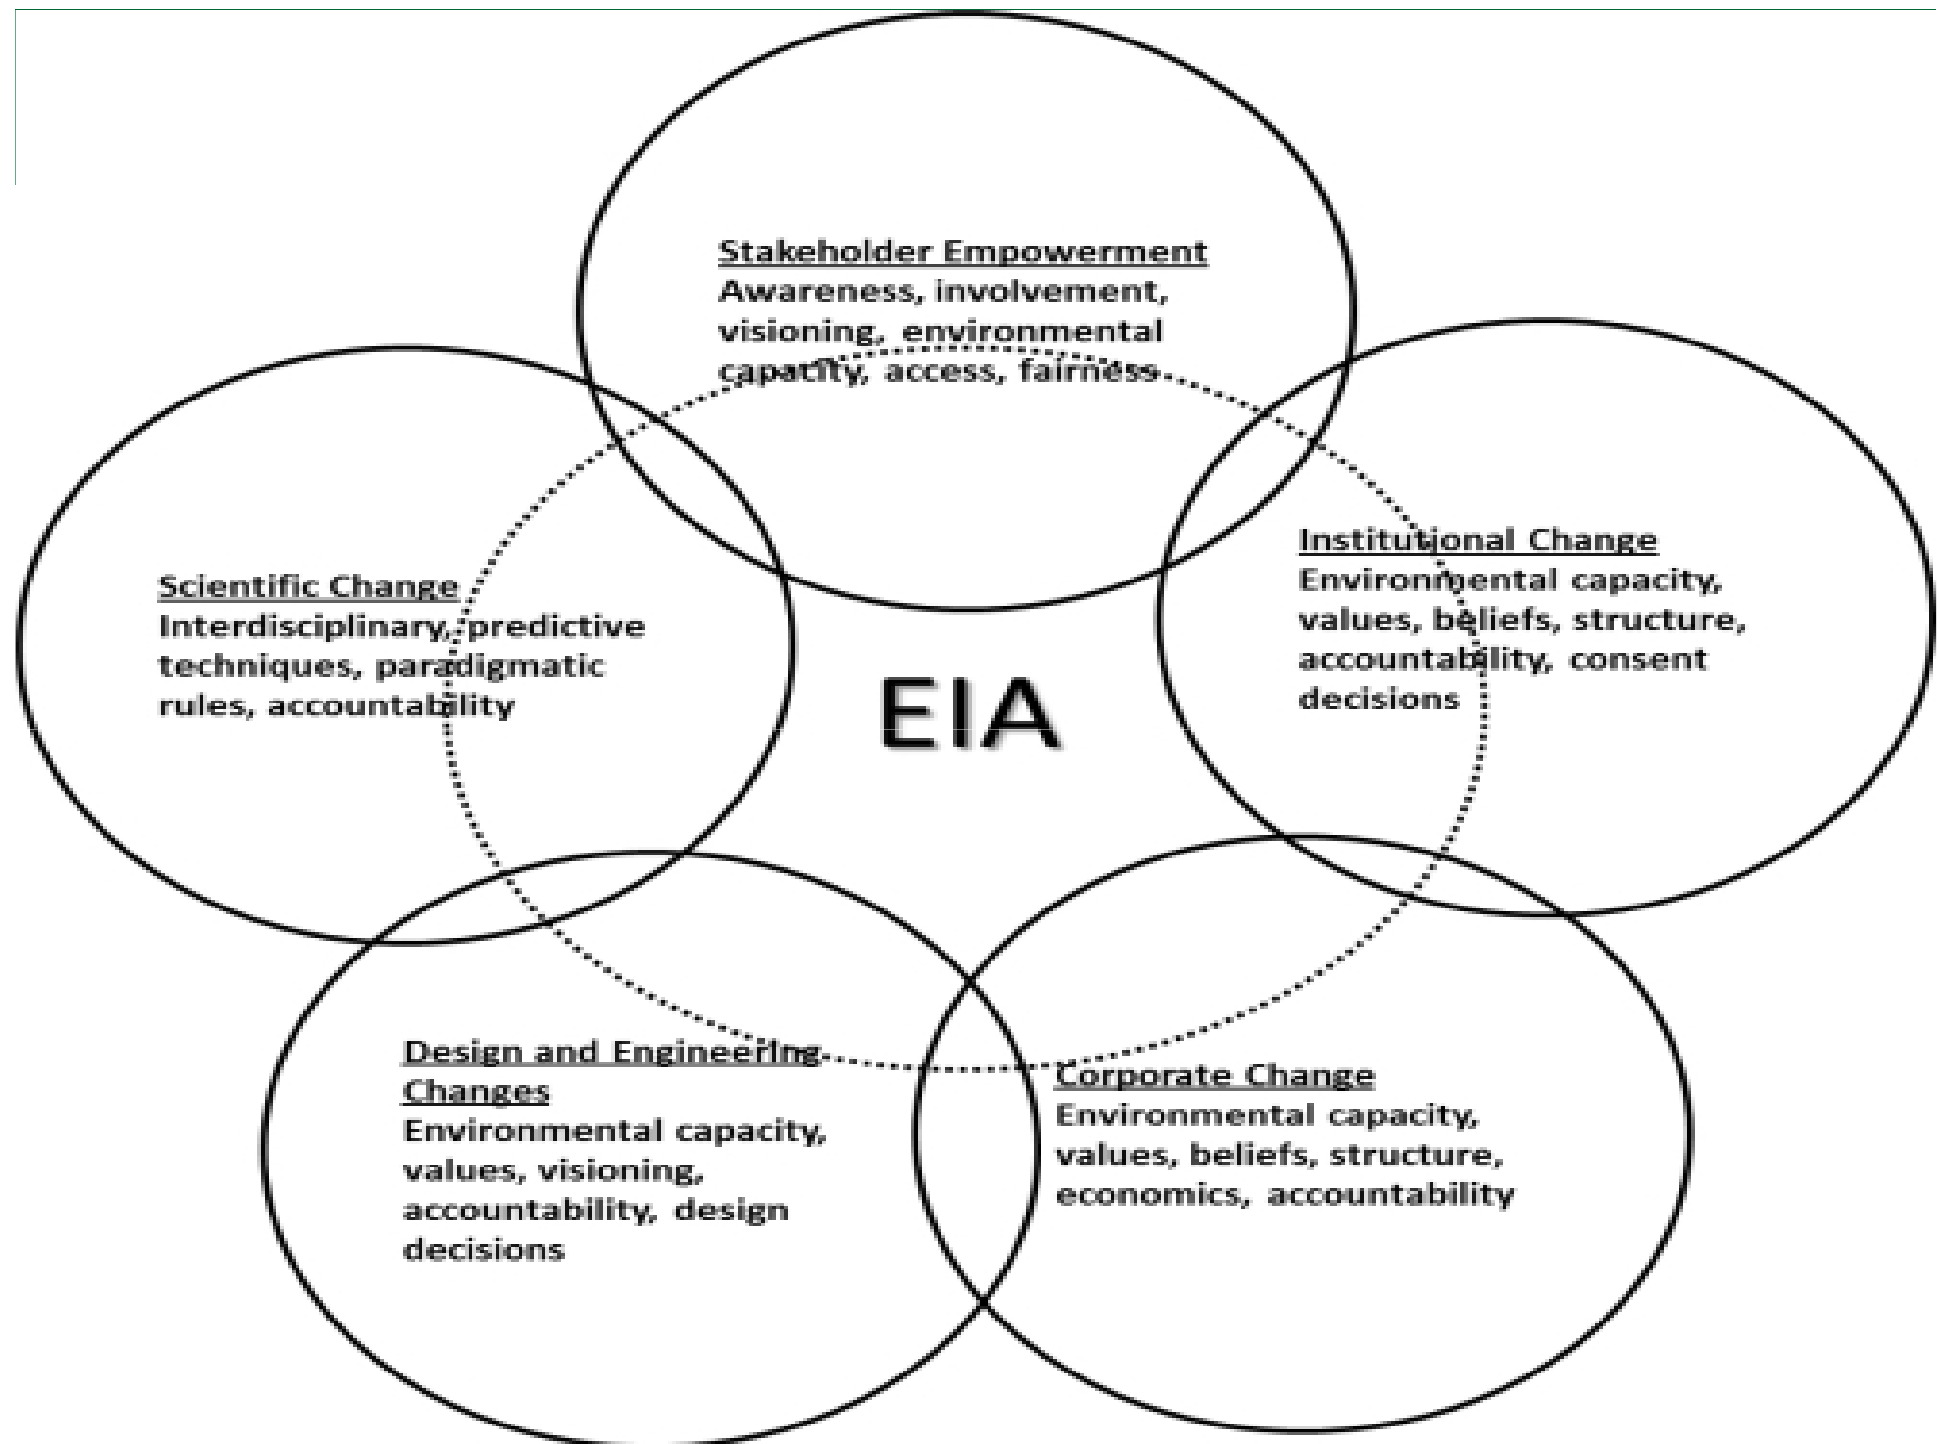 Stakeholder Empowerment
Awareness, involvement,
visioning, environmental
capacity, access, fairness
Institutional Change
Environmental capacity,
values, beliefs, structure,
accountability, consent
decisions
Scientific Change
Interdisciplinary, predictive
techniques, paradigmatic
rules, accountability
EIA
Design and Engineering
Changes
Environmental capacity,
values, visioning,
accountability, design
decisions
Corporate Change
Environmental capacity,
values, beliefs, structure,
economics, accountability